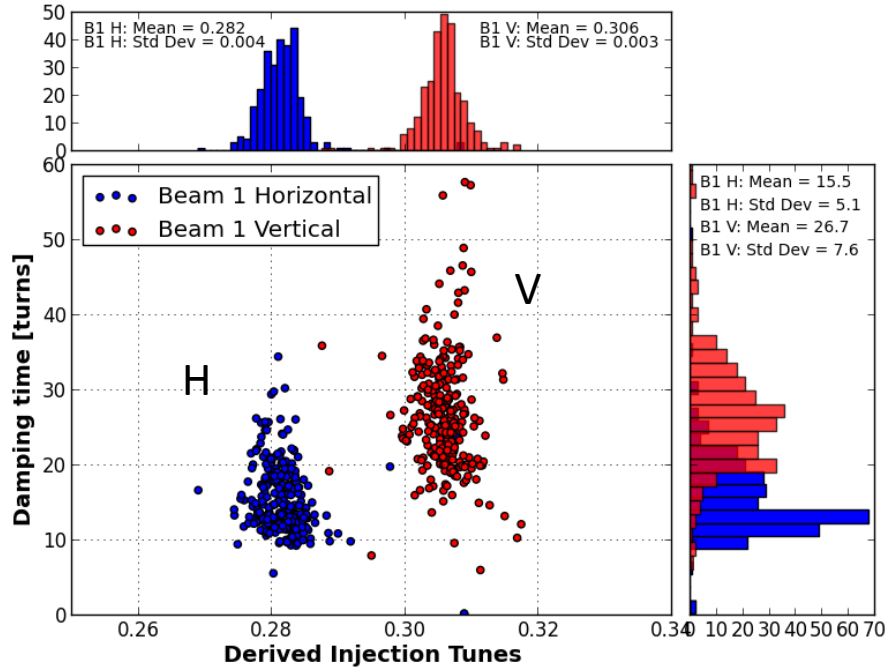 50
40
30
20
10
0
B1 H: Mean = 0.282
B1 H: Std Dev = 0.004
B1 V: Mean = 0.306
B1 V: Std Dev = 0.003
60
50
40
30
20
10
0
Damping time [turns]
Beam 1 Horizontal
Beam 1 Vertical
H
V
0.26 0.28 0.30 0.32 0.34
Derived Injection Tunes
B1 H: Mean = 15.5
B1 H: Std Dev = 5.1
B1 V: Mean = 26.7
B1 V: Std Dev = 7.6
0 10 20 30 40 50 60 70